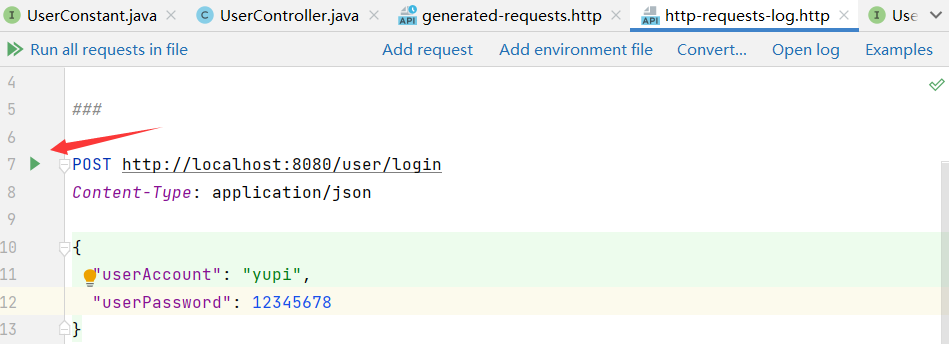 UserConstant.java UserController.java generated-requests.http http-requests-log.http Use
Run all requests in file Add request Add environment file Convert... Open log Examples
4
5 ###
6
7 POST http://localhost:8080/user/login
8 Content-Type: application/json
9
10 {
11 "userAccount": "yupi",
12 "userPassword": 12345678
13 }